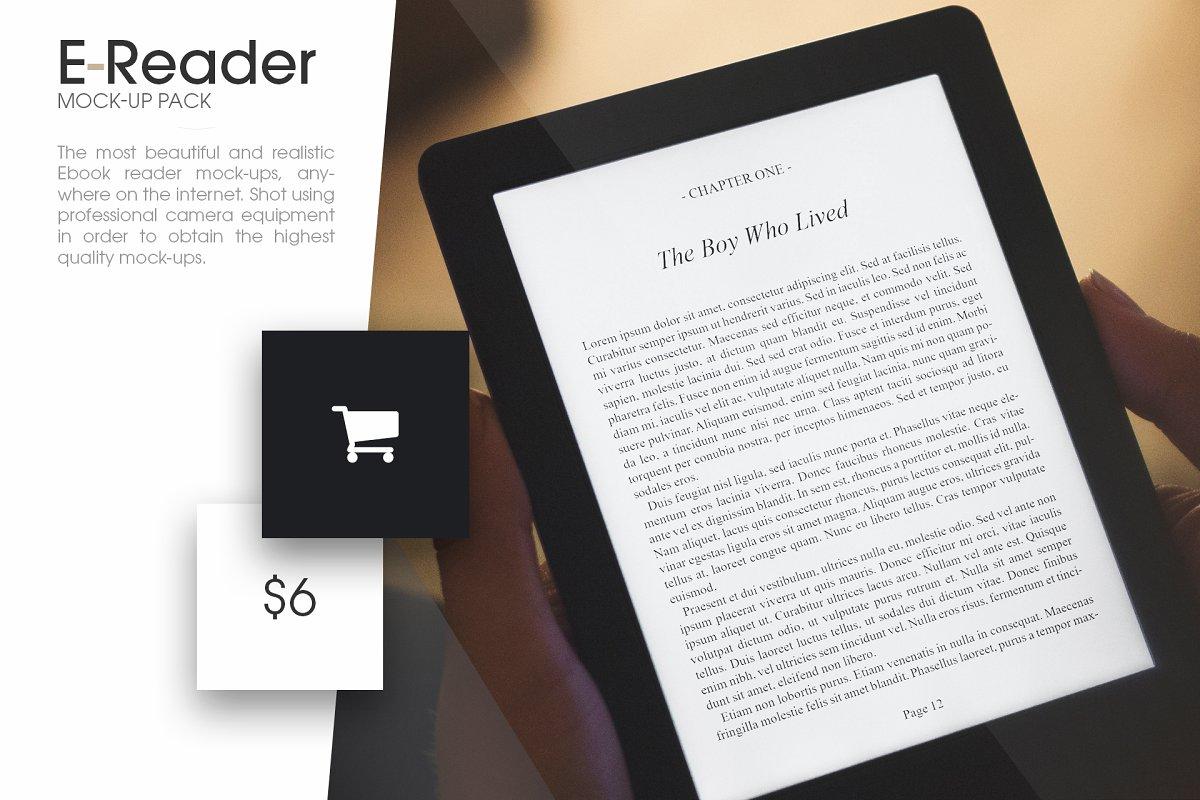 E-Reader
MOCK-UP PACK
The most beautiful and realistic
Ebook reader mock-ups, any-
where on the internet. Shot using
professional camera equipment
in order to obtain the highest
quality mock-ups.
$6
- CHAPTER ONE -
The Boy Who Lived
Lorem ipsum dolor sit amet, consectetur adipiscing elit. Sed at facilisis tellus.
Curabitur semper ipsum ut hendrerit varius. Sed in iaculis leo. Sed non felis ac
mi varius consectetur. Maecenas sed efficitur neque, et commodo velit. Sed
viverra luctus justo, at dictum quam blandit eu. Suspendisse vel tincidunt
sapien, molestie lacinia dui. Sed sed erat odio. Fusce et interdum purus, eget
pharetra felis. Fusce non enim id augue fermentum sagittis sed id enim. Morbi
diam mi, iaculis vel elit ac, vulputate aliquet nulla. Nam quis mi non quam po-
suere pulvinar. Aliquam euismod, enim sed feugiat lacinia, nunc quam gravi-
da leo, a tincidunt nunc nisi nec urna. Class aptent taciti sociosqu ad litora
torquent per conubia nostra, per inceptos himenaeos. Sed et tempor justo, eu
sodales eros.
Duis feugiat nisl ligula, sed iaculis nunc porta et. Phasellus vitae neque ele-
mentum eros lacinia viverra. Donec faucibus rhoncus molestie. Cras vitae
ante vel ex dignissim blandit. In sem est, rhoncus a porttitor et, mollis id nulla.
Nam aliquet, lacus quis consectetur rhoncus, purus lectus consequat elit, pul-
vinar egestas ligula eros sit amet magna. Aliquam augue eros, ultrices gravida
tellus at, laoreet congue quam. Nunc eu libero tellus. Cras tempor vulputate
euismod.
Praesent et dui vestibulum, ultrices nulla eu, molestie odio. Sed vel ante non
ipsum placerat viverra ut quis mauris. Donec efficitur mi orci, vitae iaculis
ipsum aliquet ut. Curabitur ultrices lacus arcu. Nullam vel ante est. Quisque
volutpat dictum odio, ut vulputate purus rutrum et. Nulla sit amet semper
tellus. Duis laoreet luctus tellus, ut sodales dui dictum vitae. Donec finibus
enim nibh, vel ultricies sem tincidunt vel. Nulla eros risus, fermentum et tinci-
dunt sit amet, eleifend non libero.
Etiam non lobortis purus. Etiam venenatis in nulla in consequat. Maecenas
fringilla molestie felis sit amet blandit. Phasellus laoreet, purus a tempor max-
Page 12